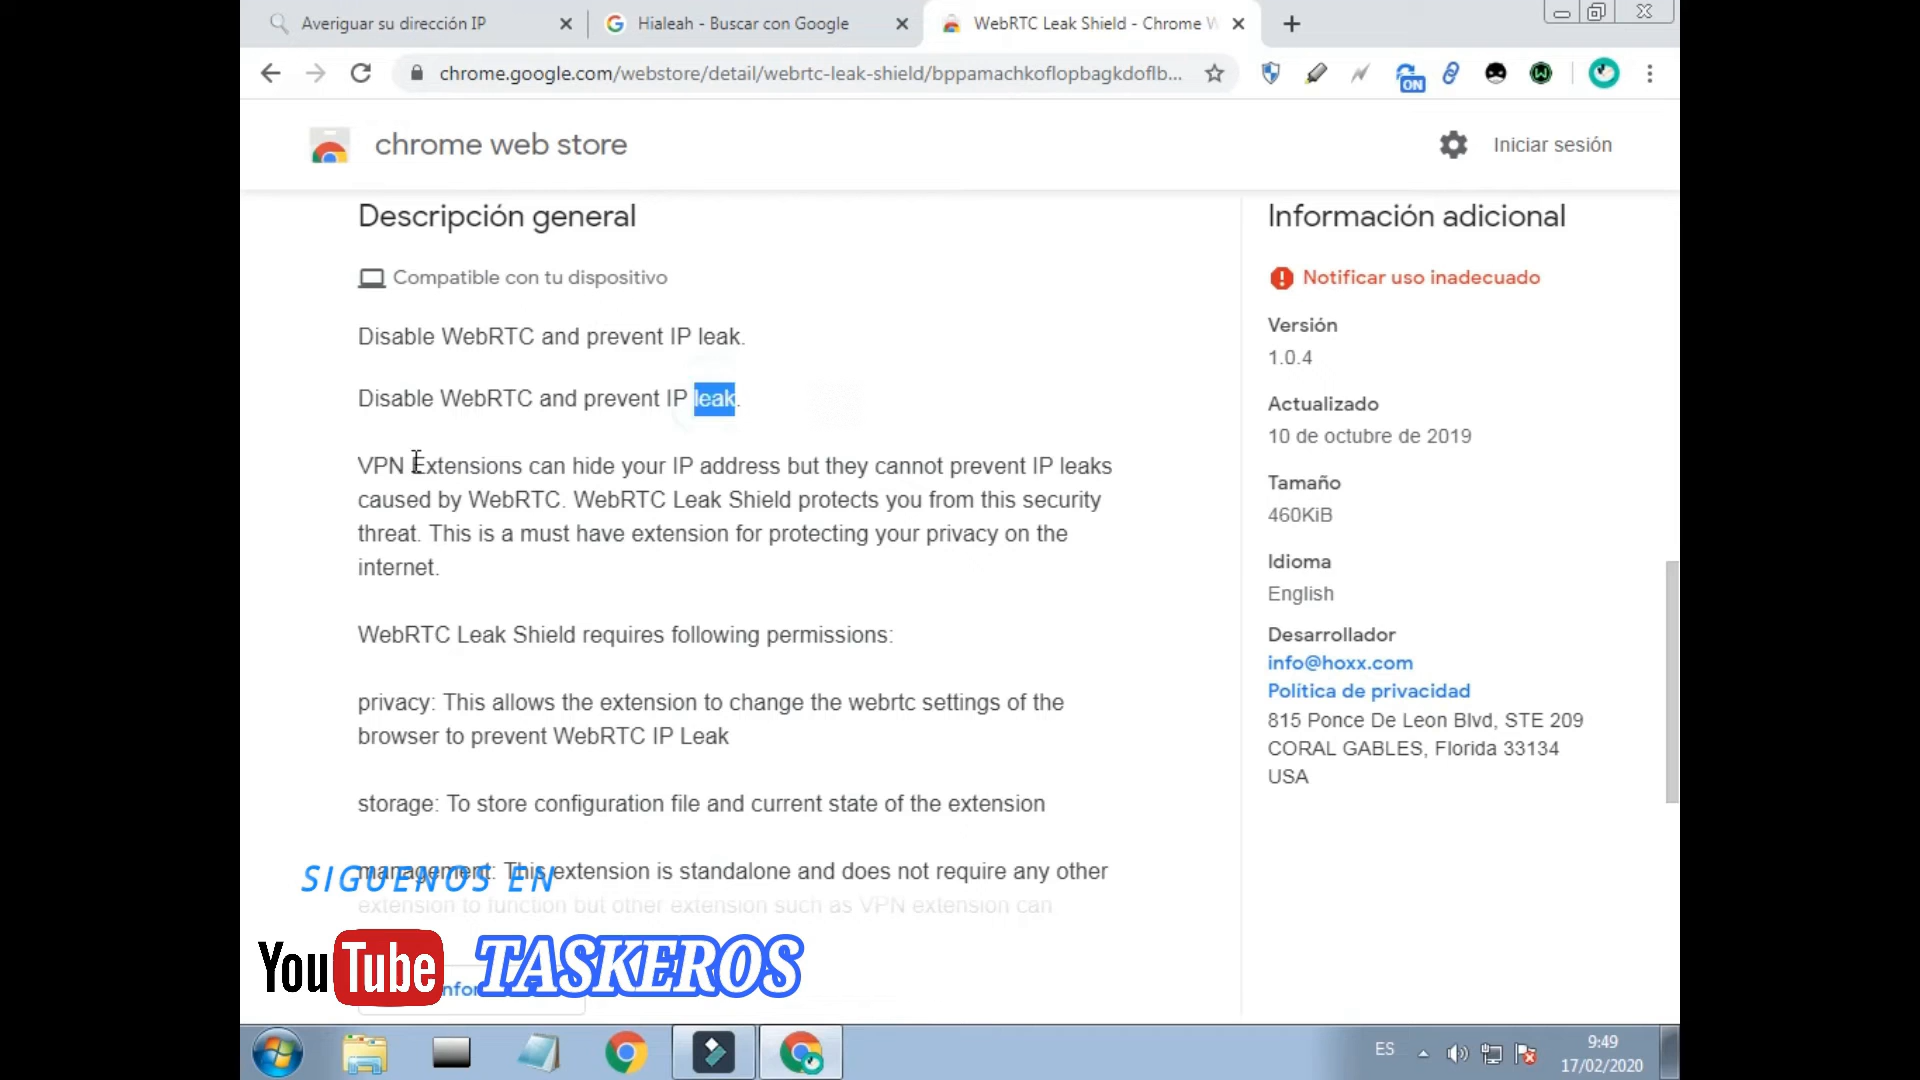 Averiguar su dirección IP
Hialeah - Buscar con Google
WebRTC Leak Shield - Chrome W
chrome.google.com/webstore/detail/webrtc-leak-shield/bppamachkoflopbagkdoflb...
ON
chrome web store
Iniciar sesión
Descripción general
Compatible con tu dispositivo
Disable WebRTC and prevent IP leak.
Disable WebRTC and prevent IP leak.
VPN Extensions can hide your IP address but they cannot prevent IP leaks
caused by WebRTC. WebRTC Leak Shield protects you from this security
threat. This is a must have extension for protecting your privacy on the
internet.
WebRTC Leak Shield requires following permissions:
privacy: This allows the extension to change the webrtc settings of the
browser to prevent WebRTC IP Leak
storage: To store configuration file and current state of the extension
management: This extension is standalone and does not require any other
extension to function but other extension such as VPN extension can
Información adicional
Notificar uso inadecuado
Versión
1.0.4
Actualizado
10 de octubre de 2019
Tamaño
460KiB
Idioma
English
Desarrollador
info@hoxx.com
Política de privacidad
815 Ponce De Leon Blvd, STE 209
CORAL GABLES, Florida 33134
USA
SIGUENOS EN
YouTube TASKEROS
ES
9:49
17/02/2020